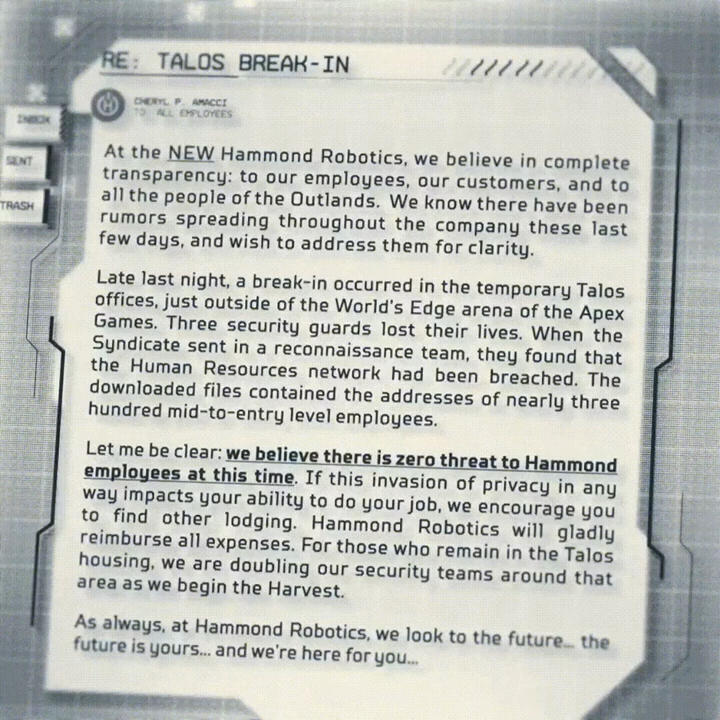 RE: TALOS BREAK-IN
CHERYL P. AMACCI
TO ALL EMPLOYEES
INBOX
SENT
TRASH
At the NEW Hammond Robotics, we believe in complete
transparency: to our employees, our customers, and to
all the people of the Outlands. We know there have been
rumors spreading throughout the company these last
few days, and wish to address them for clarity.
Late last night, a break-in occurred in the temporary Talos
offices, just outside of the World's Edge arena of the Apex
Games. Three security guards lost their lives. When the
Syndicate sent in a reconnaissance team, they found that
the Human Resources network had been breached. The
downloaded files contained the addresses of nearly three
hundred mid-to-entry level employees.
Let me be clear: we believe there is zero threat to Hammond
employees at this time. If this invasion of privacy in any
way impacts your ability to do your job, we encourage you
to find other lodging. Hammond Robotics will gladly
reimburse all expenses. For those who remain in the Talos
housing, we are doubling our security teams around that
area as we begin the Harvest.
As always, at Hammond Robotics, we look to the future... the
future is yours... and we're here for you...